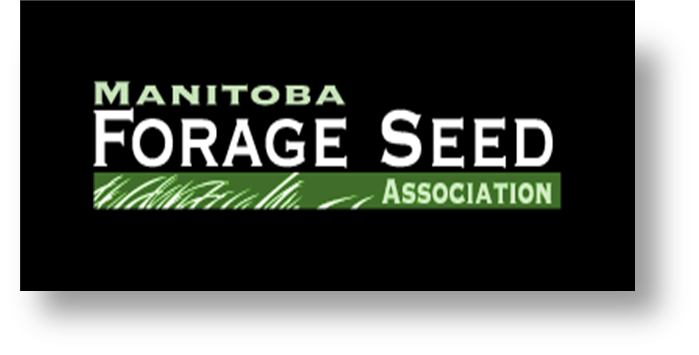 MANITOBA
FORAGE SEED
ASSOCIATION